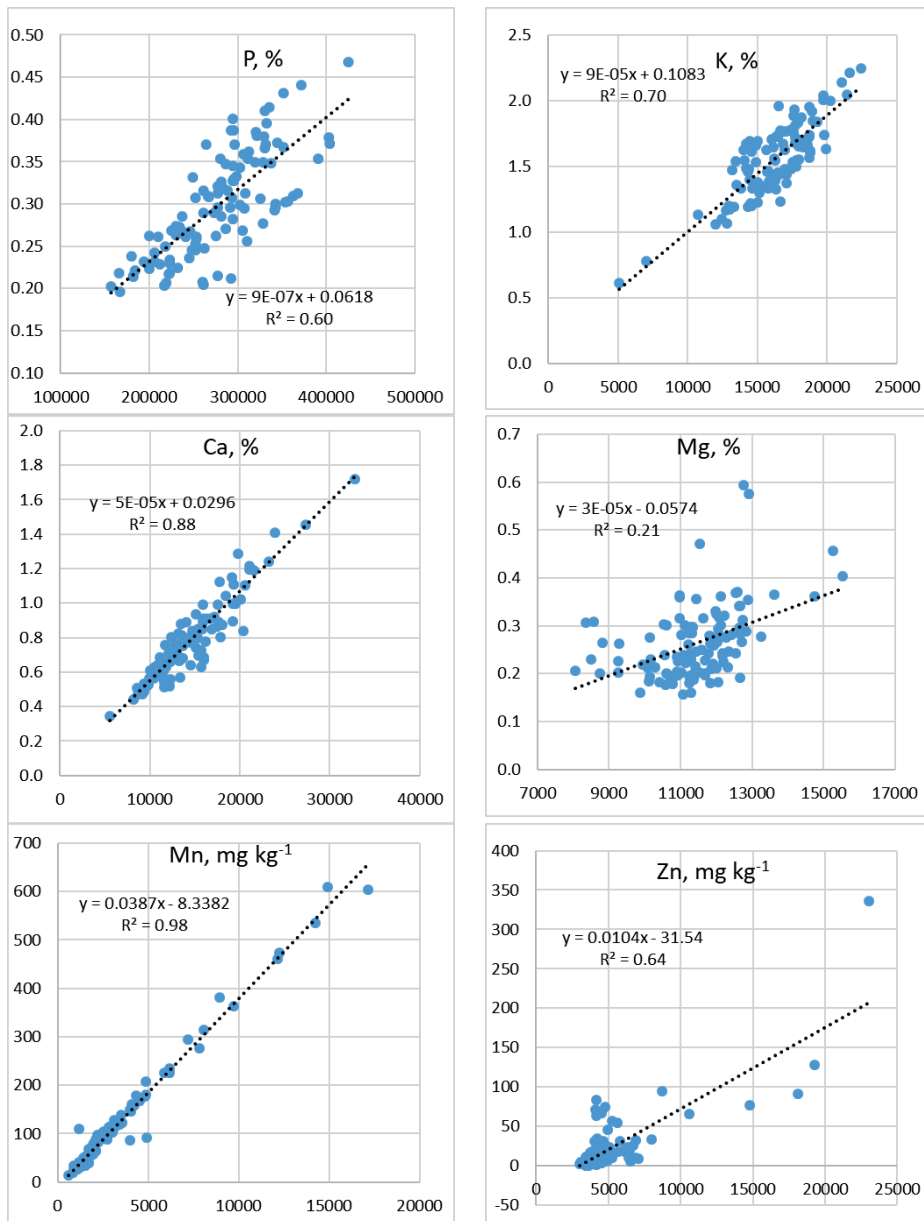 P, %
0.50
0.45
0.40
0.35
0.30
0.25
0.20
0.15
0.10
y = 9E-07x + 0.0618
R² = 0.60
100000 200000 300000 400000 500000
K, %
2.5
y = 9E-05x + 0.1083
R² = 0.70
2.0
1.5
1.0
0.5
0.0
0 5000 10000 15000 20000 25000
Ca, %
2.0
1.8
1.6
y = 5E-05x + 0.0296
R² = 0.88
1.4
1.2
1.0
0.8
0.6
0.4
0.2
0.0
0 10000 20000 30000 40000
Mg, %
0.7
0.6
y = 3E-05x - 0.0574
R² = 0.21
0.5
0.4
0.3
0.2
0.1
0.0
7000 9000 11000 13000 15000 17000
Mn, mg kg⁻¹
700
600
y = 0.0387x - 8.3382
R² = 0.98
500
400
300
200
100
0
0 5000 10000 15000 20000
Zn, mg kg⁻¹
400
350
300
y = 0.0104x - 31.54
R² = 0.64
250
200
150
100
50
0
-50
0 5000 10000 15000 20000 25000